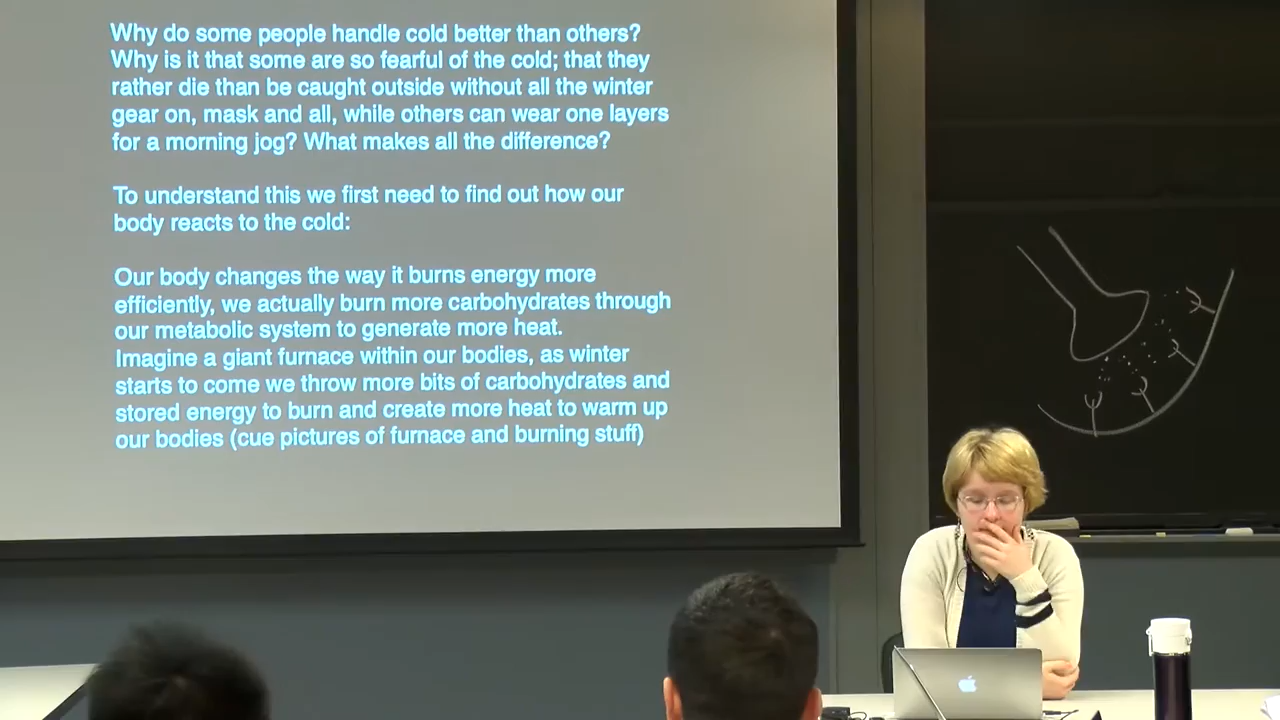 Why do some people handle cold better than others?
Why is it that some are so fearful of the cold; that they
rather die than be caught outside without all the winter
gear on, mask and all, while others can wear one layers
for a morning jog? What makes all the difference?
To understand this we first need to find out how our
body reacts to the cold:
Our body changes the way it burns energy more
efficiently, we actually burn more carbohydrates through
our metabolic system to generate more heat.
Imagine a giant furnace within our bodies, as winter
starts to come we throw more bits of carbohydrates and
stored energy to burn and create more heat to warm up
our bodies (cue pictures of furnace and burning stuff)